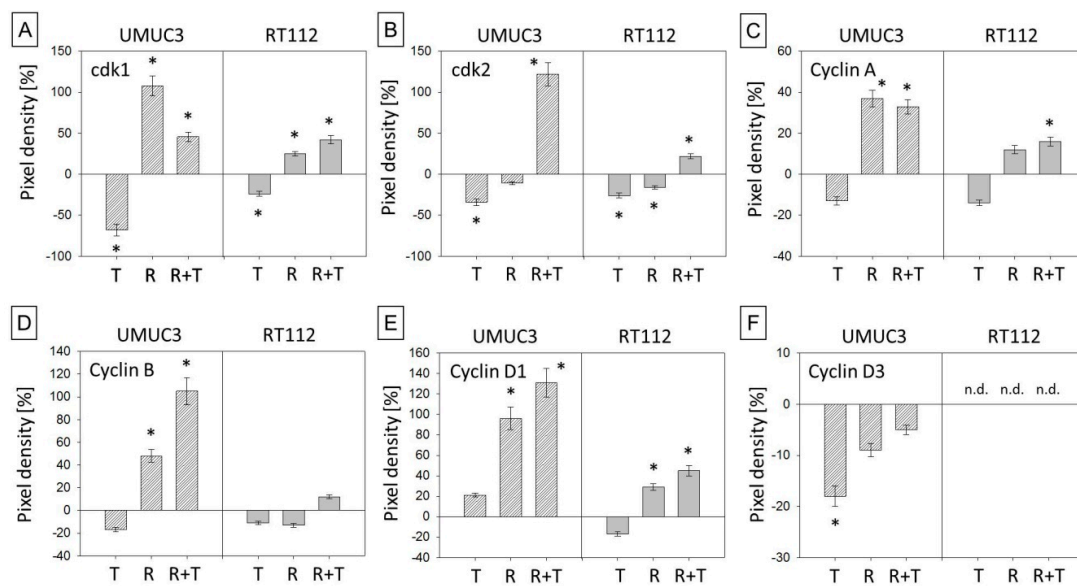 A
UMUC3 RT112
cdk1
Pixel density [%]
150
100
50
0
-50
-100
* * *
* * *
T R R+T T R R+T
B
UMUC3 RT112
cdk2
Pixel density [%]
150
100
50
0
-50
-100
* *
* * *
T R R+T T R R+T
C
UMUC3 RT112
Cyclin A
Pixel density [%]
60
40
20
0
-20
-40
* * *
T R R+T T R R+T
D
UMUC3 RT112
Cyclin B
Pixel density [%]
140
120
100
80
60
40
20
0
-20
-40
* *
T R R+T T R R+T
E
UMUC3 RT112
Cyclin D1
Pixel density [%]
160
140
120
100
80
60
40
20
0
-20
-40
* * * *
T R R+T T R R+T
F
UMUC3 RT112
Cyclin D3
Pixel density [%]
10
0
-10
-20
-30
n.d. n.d. n.d.
*
T R R+T T R R+T